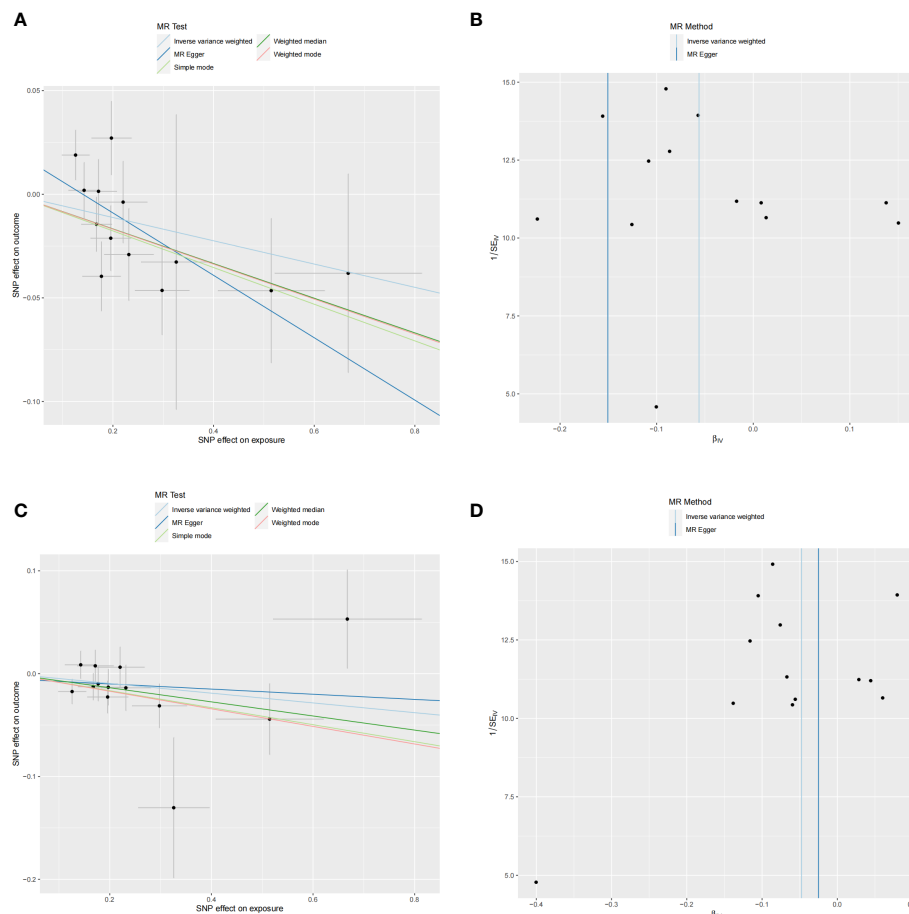 A
MR Test
Inverse variance weighted
Weighted median
MR Egger
Weighted mode
Simple mode
0.05
0.00
−0.05
−0.10
SNP effect on outcome
0.2 0.4 0.6 0.8
SNP effect on exposure
B
MR Method
Inverse variance weighted
MR Egger
15.0
12.5
10.0
7.5
5.0
1/SEIV
−0.2 −0.1 0.0 0.1
βIV
C
MR Test
Inverse variance weighted
Weighted median
MR Egger
Weighted mode
Simple mode
0.1
0.0
−0.1
−0.2
SNP effect on outcome
0.2 0.4 0.6 0.8
SNP effect on exposure
D
MR Method
Inverse variance weighted
MR Egger
15.0
12.5
10.0
7.5
5.0
1/SEIV
−0.4 −0.3 −0.2 −0.1 0.0